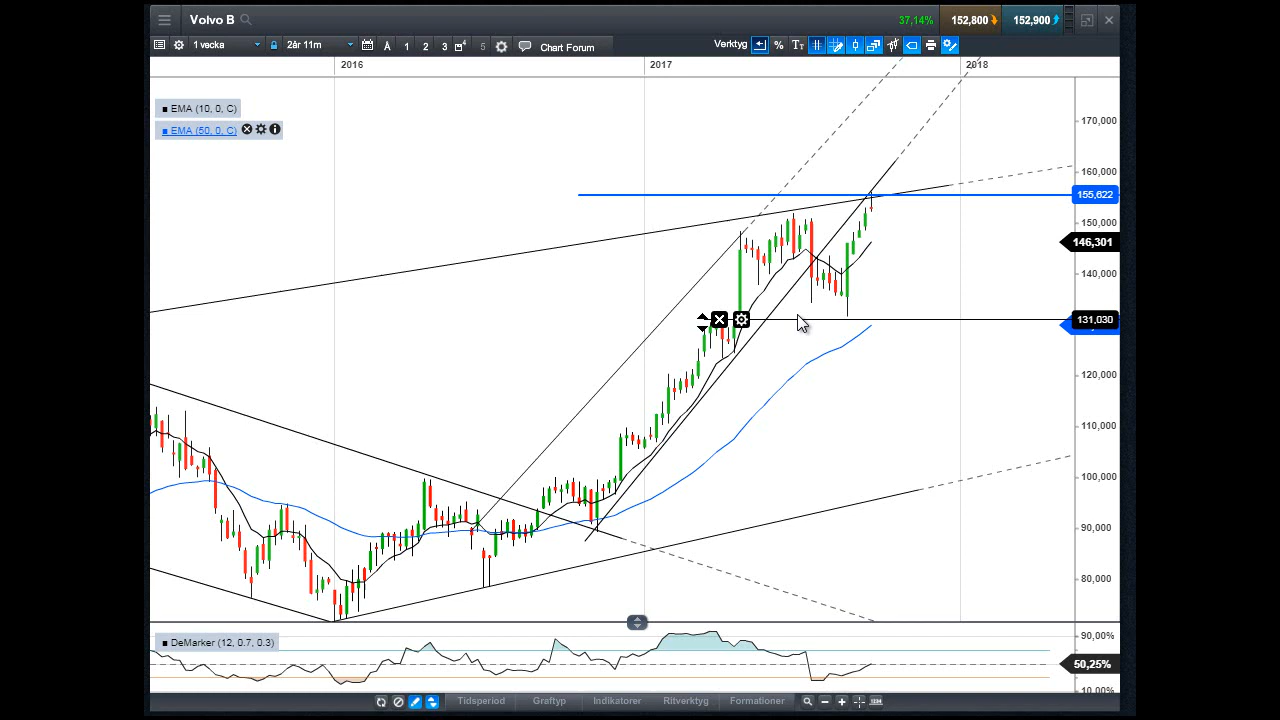 Volvo B
37,14%
152,800
152,900
1 vecka
2år 11m
1
2
3
4
5
Chart Forum
Verktyg
%
2016
2017
2018
EMA (10, 0, C)
EMA (50, 0, C)
170,000
160,000
155,622
150,000
146,301
140,000
131,030
120,000
110,000
100,000
90,000
80,000
DeMarker (12, 0.7, 0.3)
90,00%
50,25%
10,00%
Tidsperiod
Graftyp
Indikatorer
Ritverktyg
Formationer